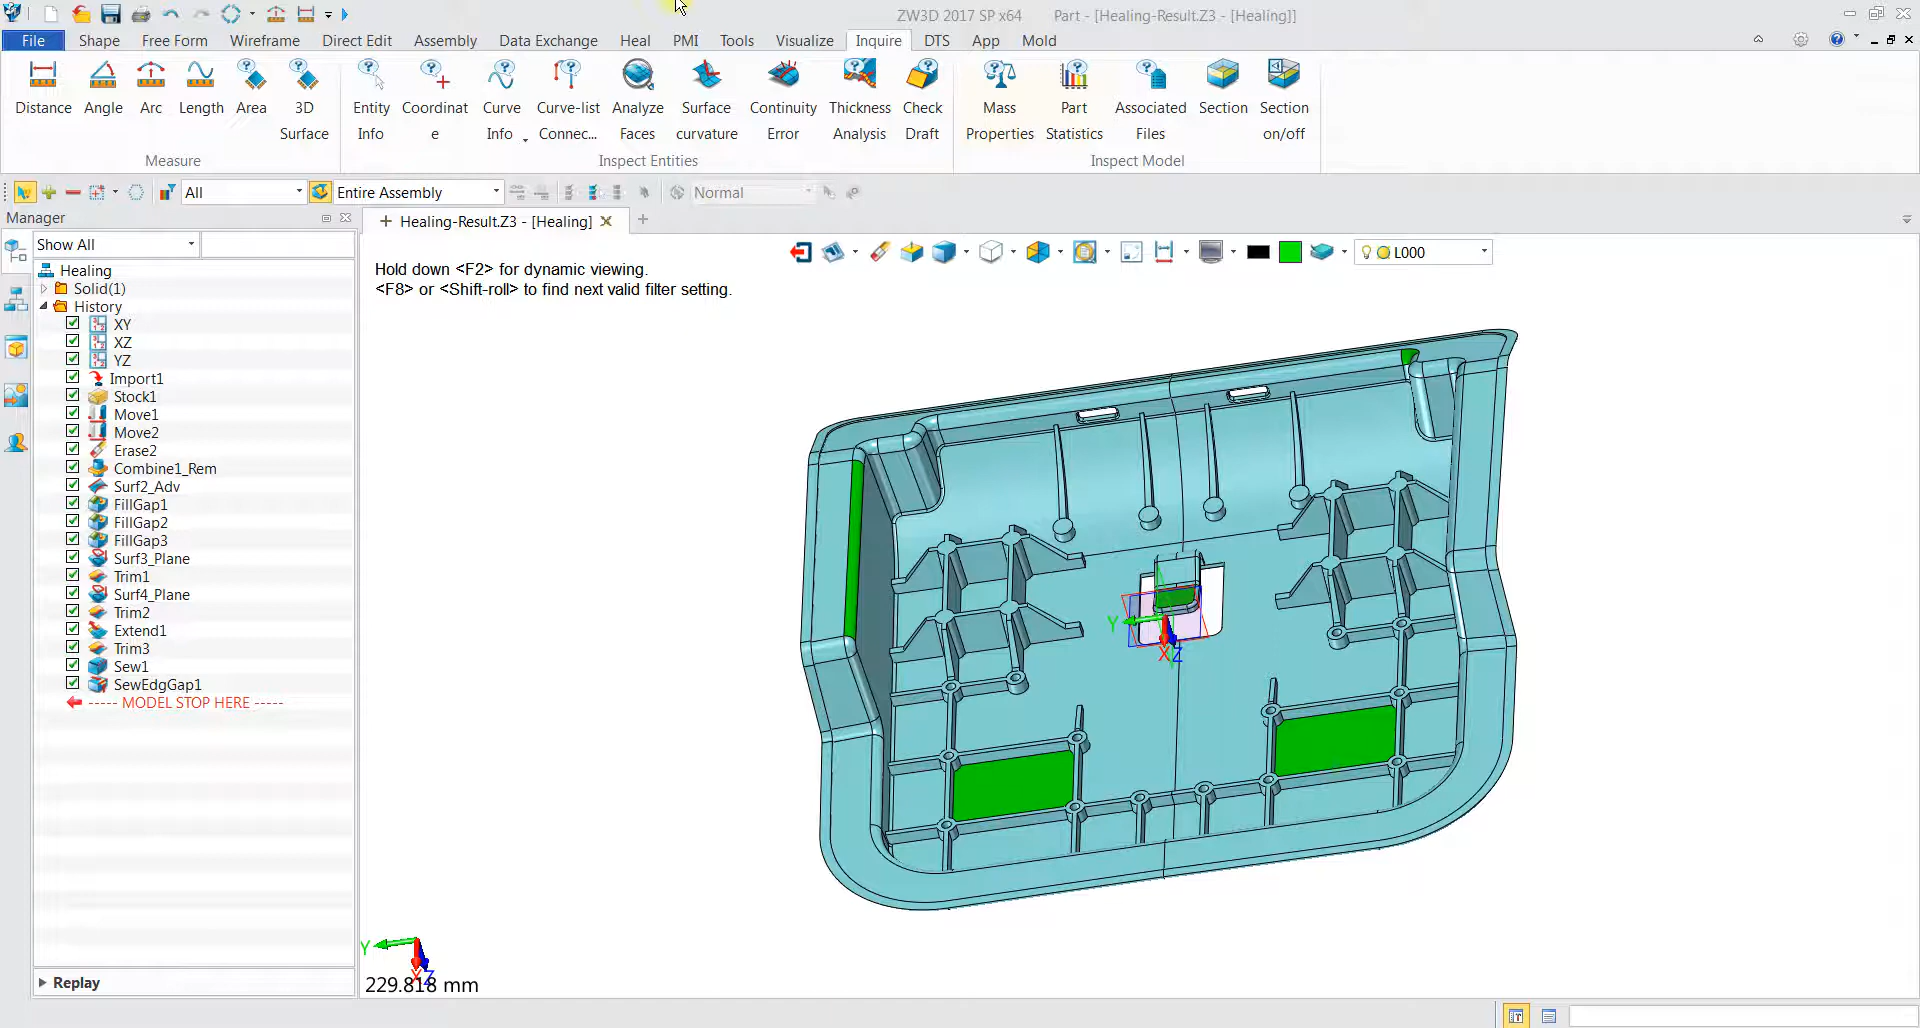 ZW3D 2017 SP x64 Part - [Healing-Result.Z3 - [Healing]]
File Shape Free Form Wireframe Direct Edit Assembly Data Exchange Heal PMI Tools Visualize Inquire DTS App Mold
Distance Angle Arc Length Area 3D Surface Entity Info Coordinat e Curve Info Curve-list Connec... Analyze Faces Surface curvature Continuity Error Thickness Analysis Check Draft Mass Properties Part Statistics Associated Files Section Section on/off
Measure Inspect Entities Inspect Model
All Entire Assembly Normal
Manager
Healing-Result.Z3 - [Healing]
Show All
L000
Hold down <F2> for dynamic viewing.
<F8> or <Shift-roll> to find next valid filter setting.
Healing
Solid(1)
History
XY
XZ
YZ
Import1
Stock1
Move1
Move2
Erase2
Combine1_Rem
Surf2_Adv
FillGap1
FillGap2
FillGap3
Surf3_Plane
Trim1
Surf4_Plane
Trim2
Extend1
Trim3
Sew1
SewEdgGap1
----- MODEL STOP HERE -----
Y
X Z
Y
X Z
229.818 mm
Replay